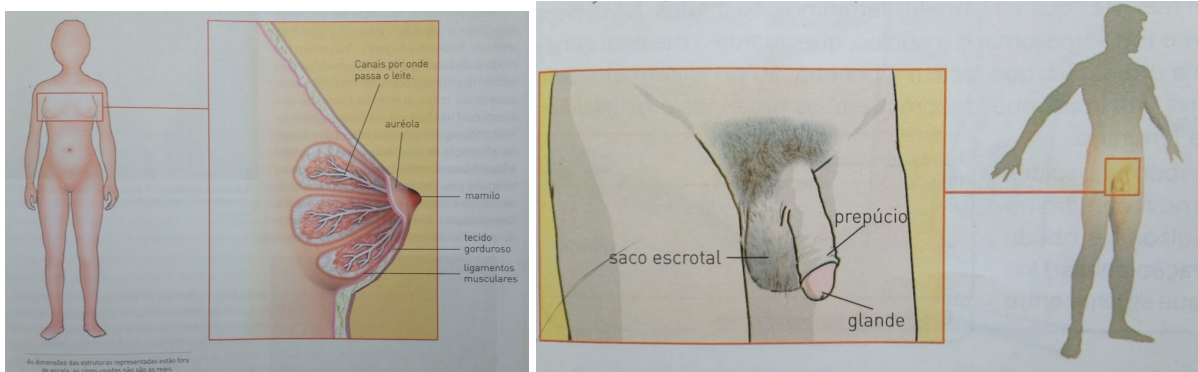 Canais por onde
passa o leite.
auréola
mamilo
tecido
gorduroso
ligamentos
musculares
As dimensões das estruturas representadas estão fora
de escala; as cores usadas não são as reais.
prepúcio
saco escrotal
glande